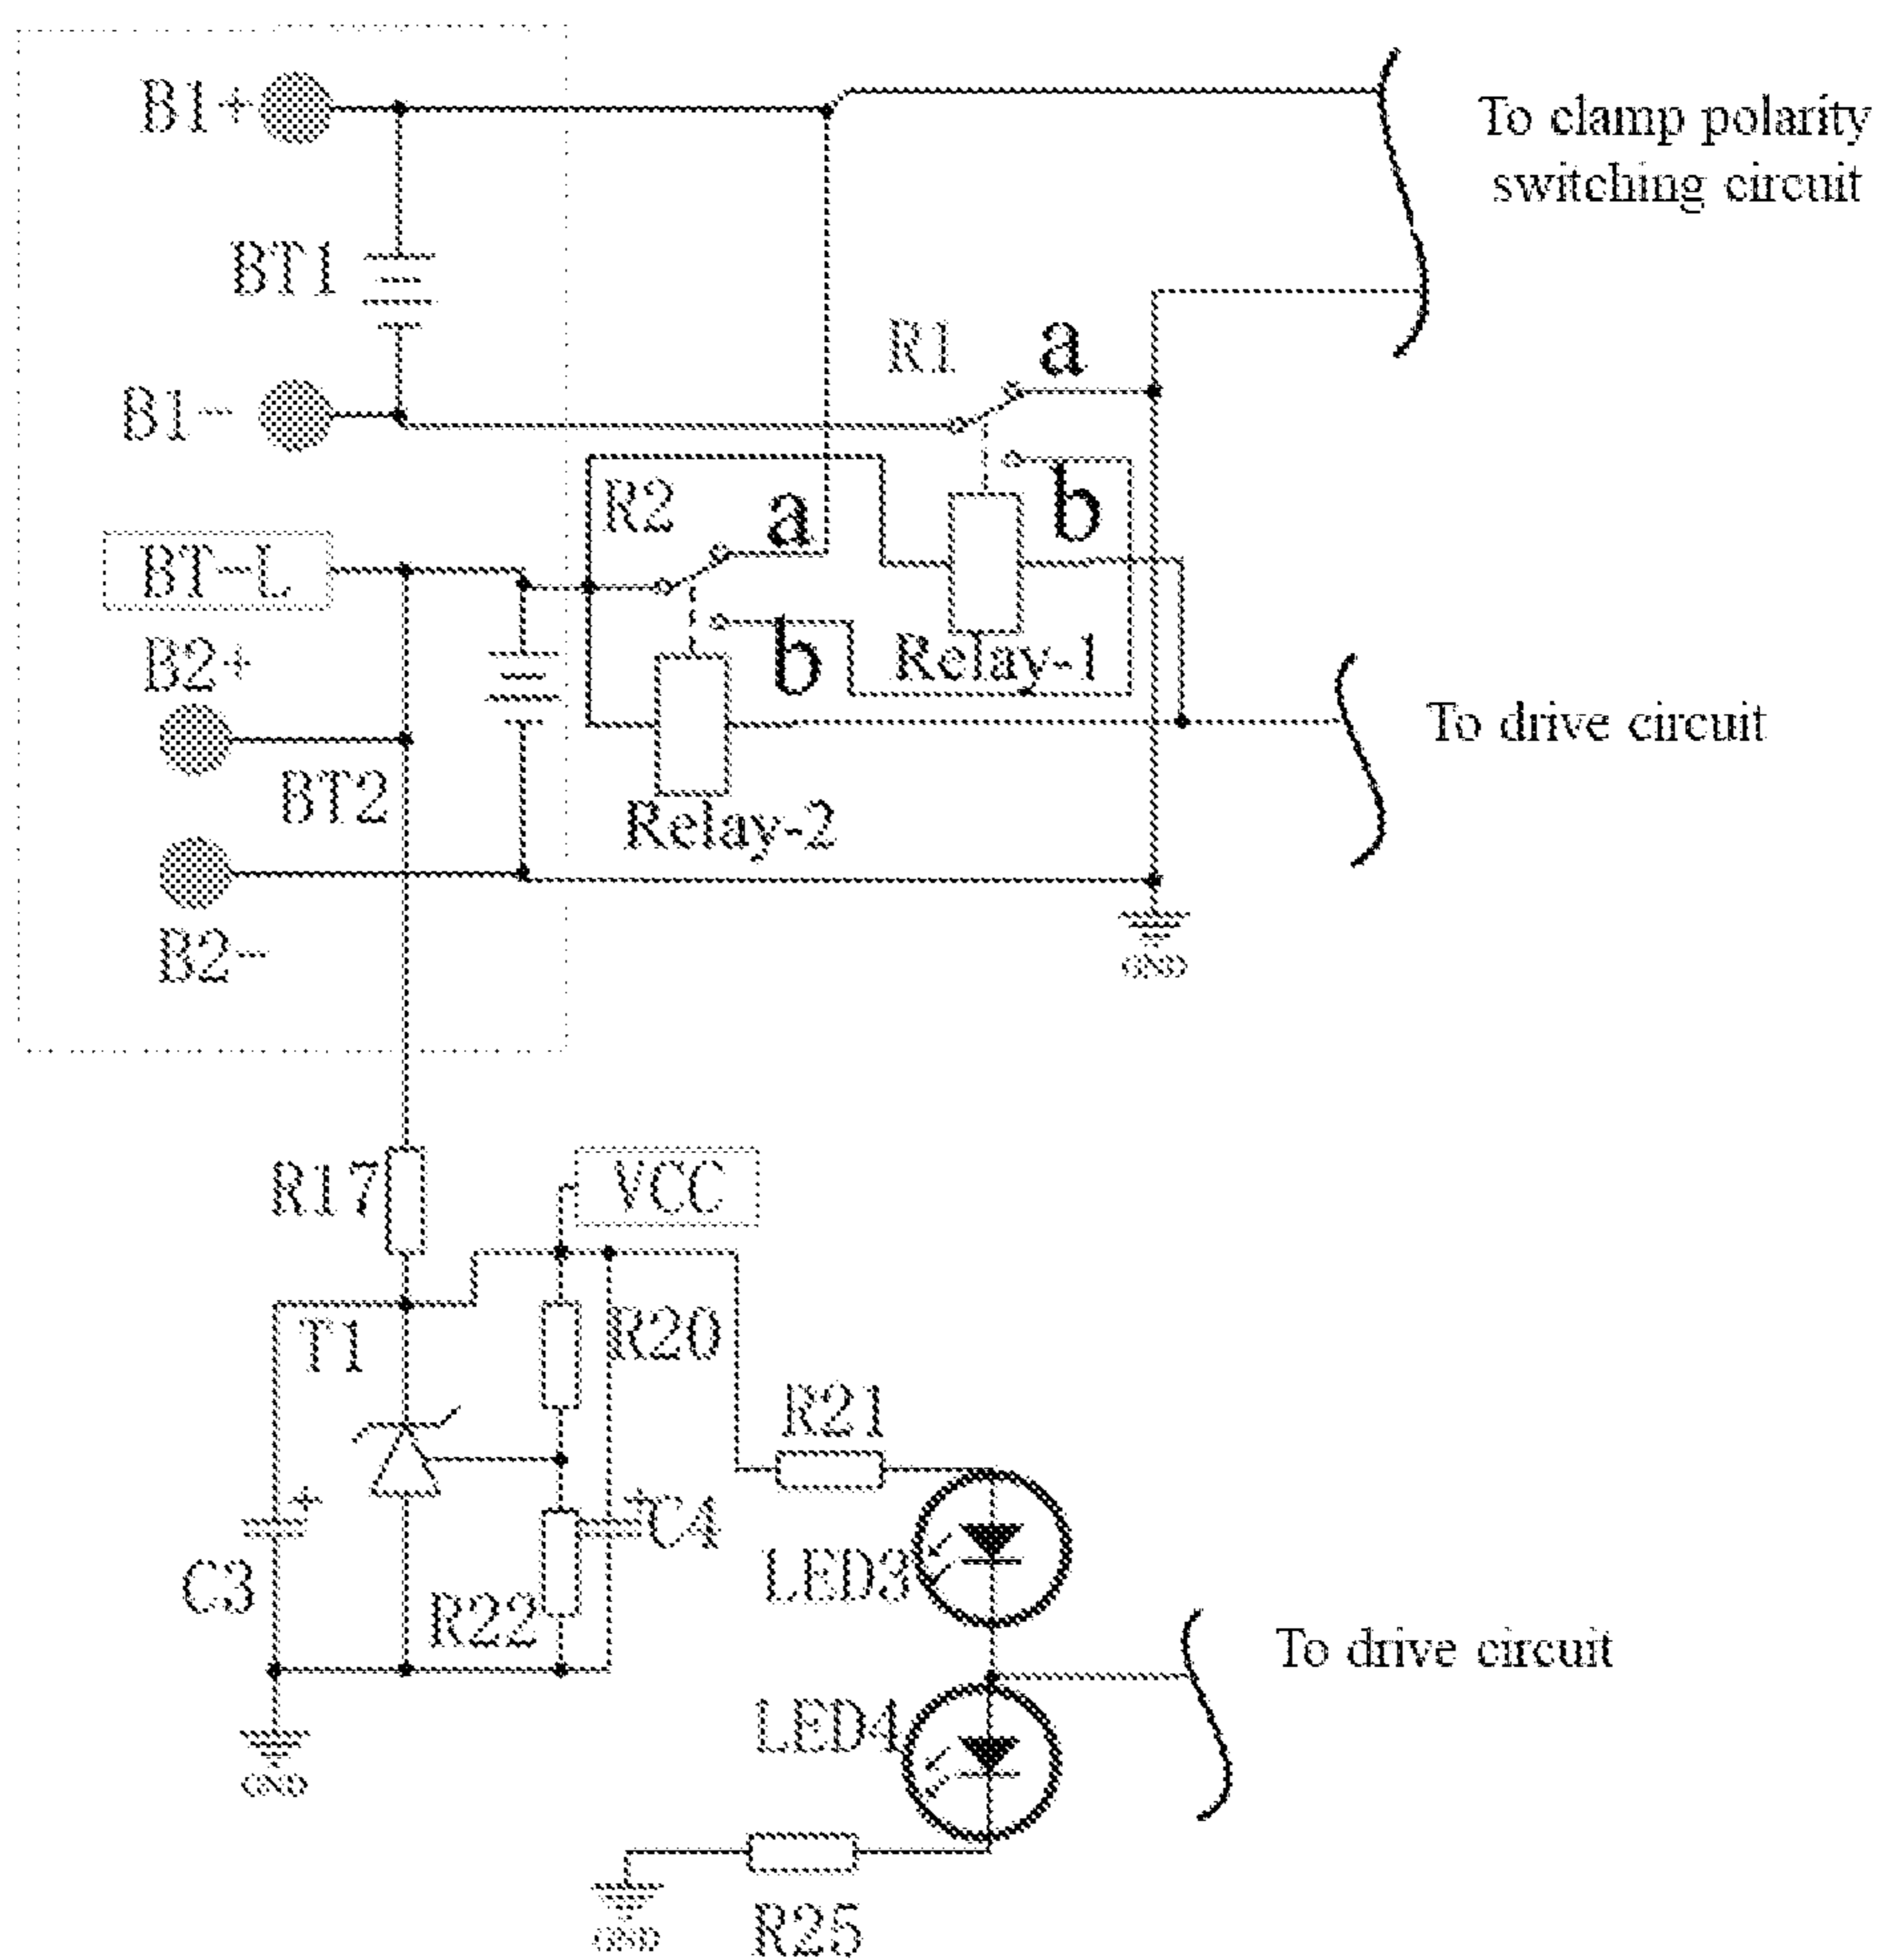 B1+
To clamp polarity
switching circuit
BT1
R1
a
B1-
b
R2
a
BT-L
B2+
b
Relay-1
To drive circuit
BT2
Relay-2
B2-
GND
R17
VCC
T1
R20
R21
+
+
C4
C3
LED3
R22
To drive circuit
LED4
GND
R25
GND